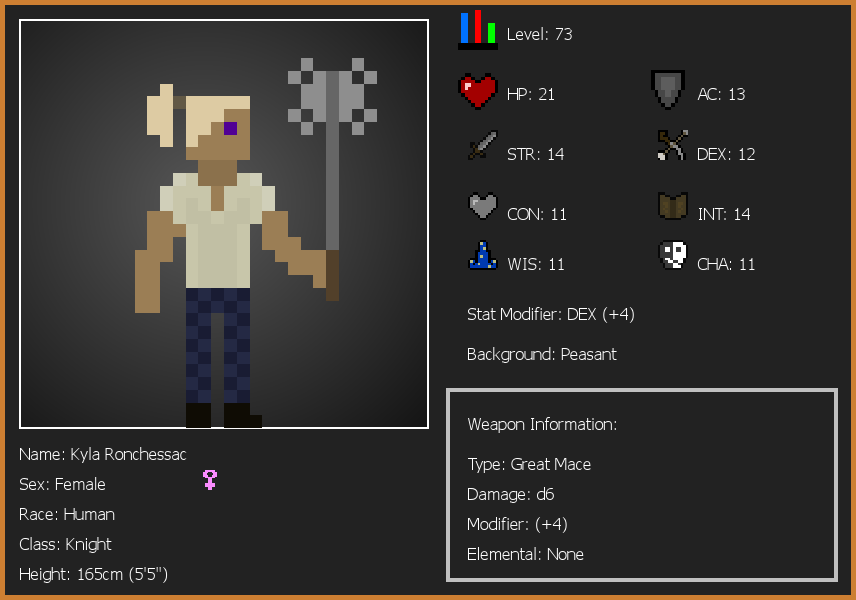 Level: 73
HP: 21
AC: 13
STR: 14
DEX: 12
CON: 11
INT: 14
WIS: 11
CHA: 11
Stat Modifier: DEX (+4)
Background: Peasant
Weapon Information:
Type: Great Mace
Damage: d6
Modifier: (+4)
Elemental: None
Name: Kyla Ronchessac
Sex: Female
Race: Human
Class: Knight
Height: 165cm (5'5")